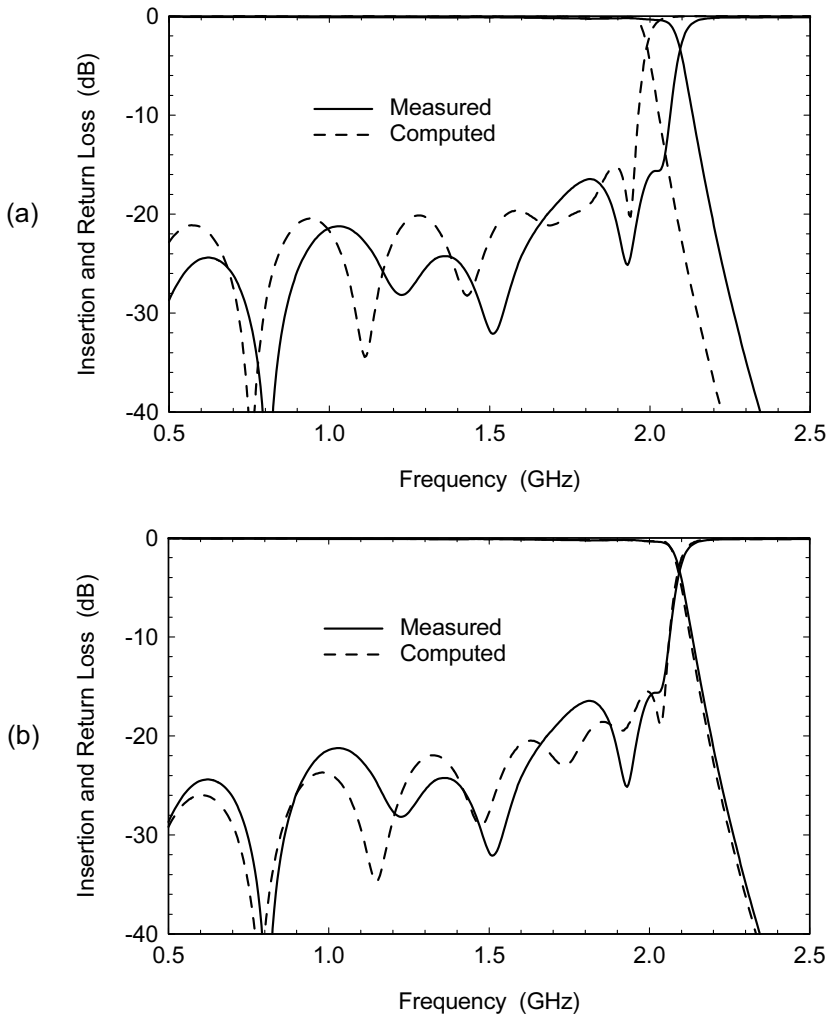 (a)
Insertion and Return Loss (dB)
0
-10
-20
-30
-40
Measured
Computed
0.5 1.0 1.5 2.0 2.5
Frequency (GHz)
(b)
Insertion and Return Loss (dB)
0
-10
-20
-30
-40
Measured
Computed
0.5 1.0 1.5 2.0 2.5
Frequency (GHz)